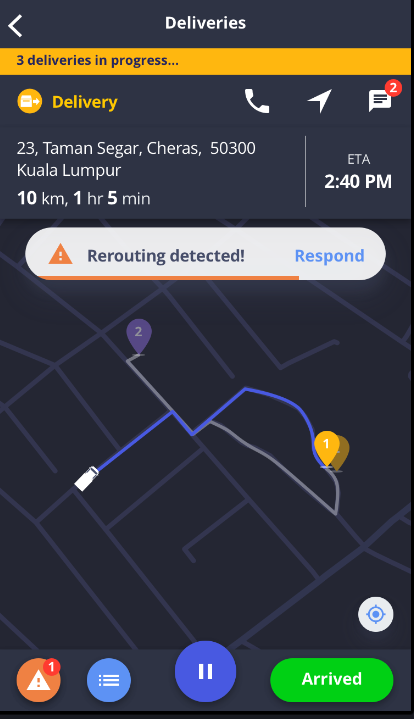 Deliveries
3 deliveries in progress...
Delivery
2
23, Taman Segar, Cheras, 50300
Kuala Lumpur
10 km, 1 hr 5 min
ETA
2:40 PM
Rerouting detected!
Respond
2
1
1
Arrived